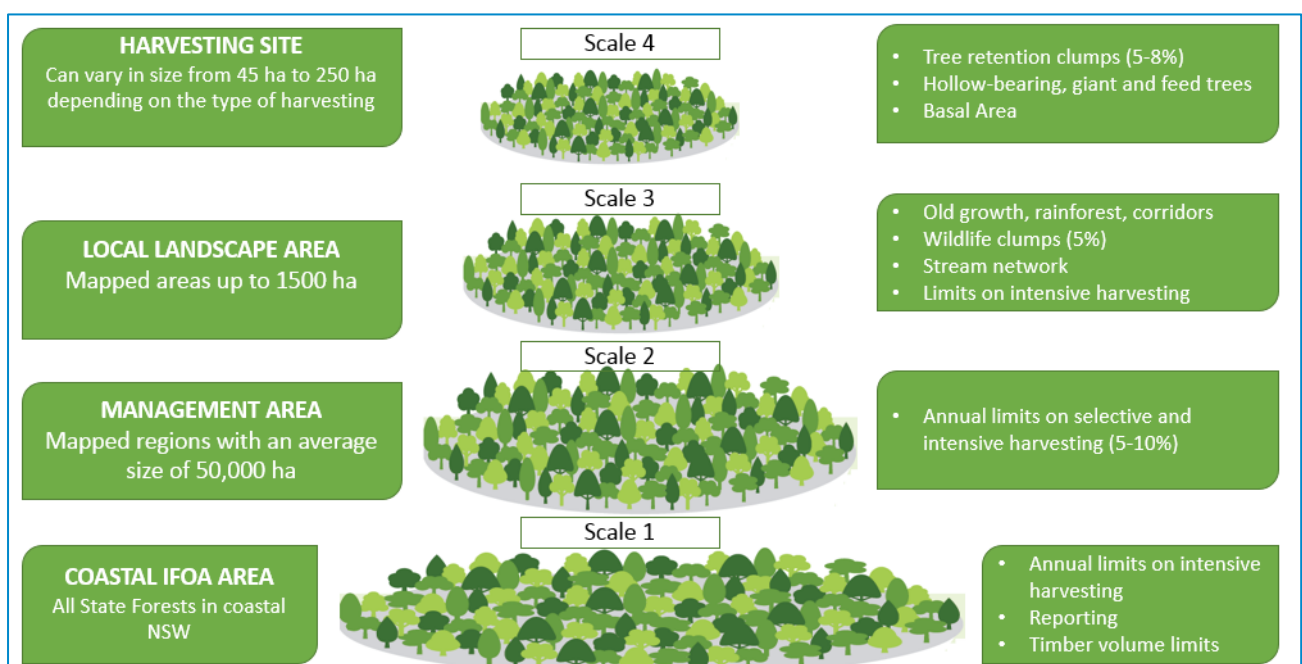 HARVESTING SITE
Can vary in size from 45 ha to 250 ha
depending on the type of harvesting
Scale 4
• Tree retention clumps (5-8%)
• Hollow-bearing, giant and feed trees
• Basal Area
LOCAL LANDSCAPE AREA
Mapped areas up to 1500 ha
Scale 3
• Old growth, rainforest, corridors
• Wildlife clumps (5%)
• Stream network
• Limits on intensive harvesting
MANAGEMENT AREA
Mapped regions with an average
size of 50,000 ha
Scale 2
• Annual limits on selective and
intensive harvesting (5-10%)
COASTAL IFOA AREA
All State Forests in coastal
NSW
Scale 1
• Annual limits on intensive
harvesting
• Reporting
• Timber volume limits